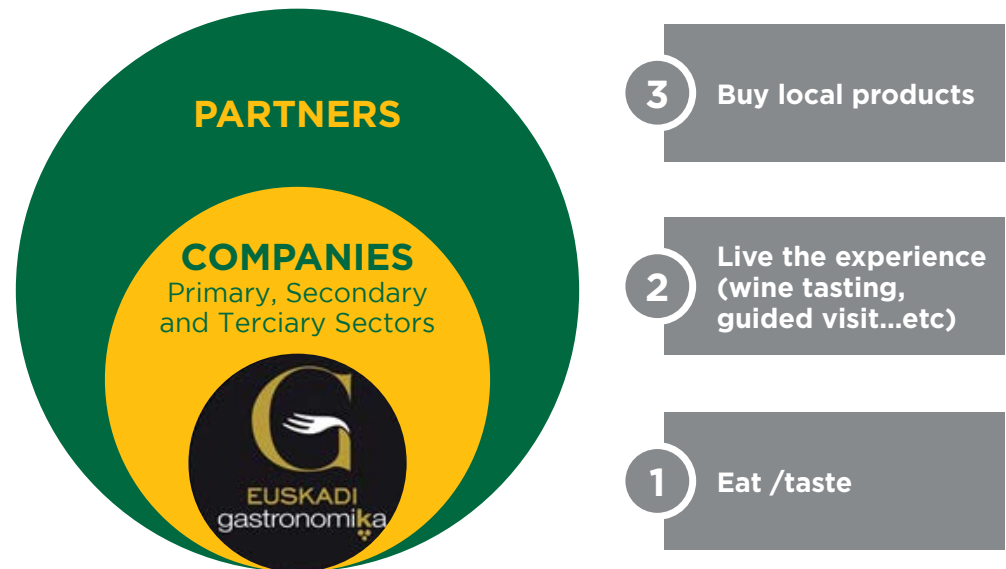 PARTNERS
COMPANIES
Primary, Secondary
and Terciary Sectors
G
EUSKADI
gastronomika
3
Buy local products
2
Live the experience
(wine tasting,
guided visit...etc)
1
Eat /taste